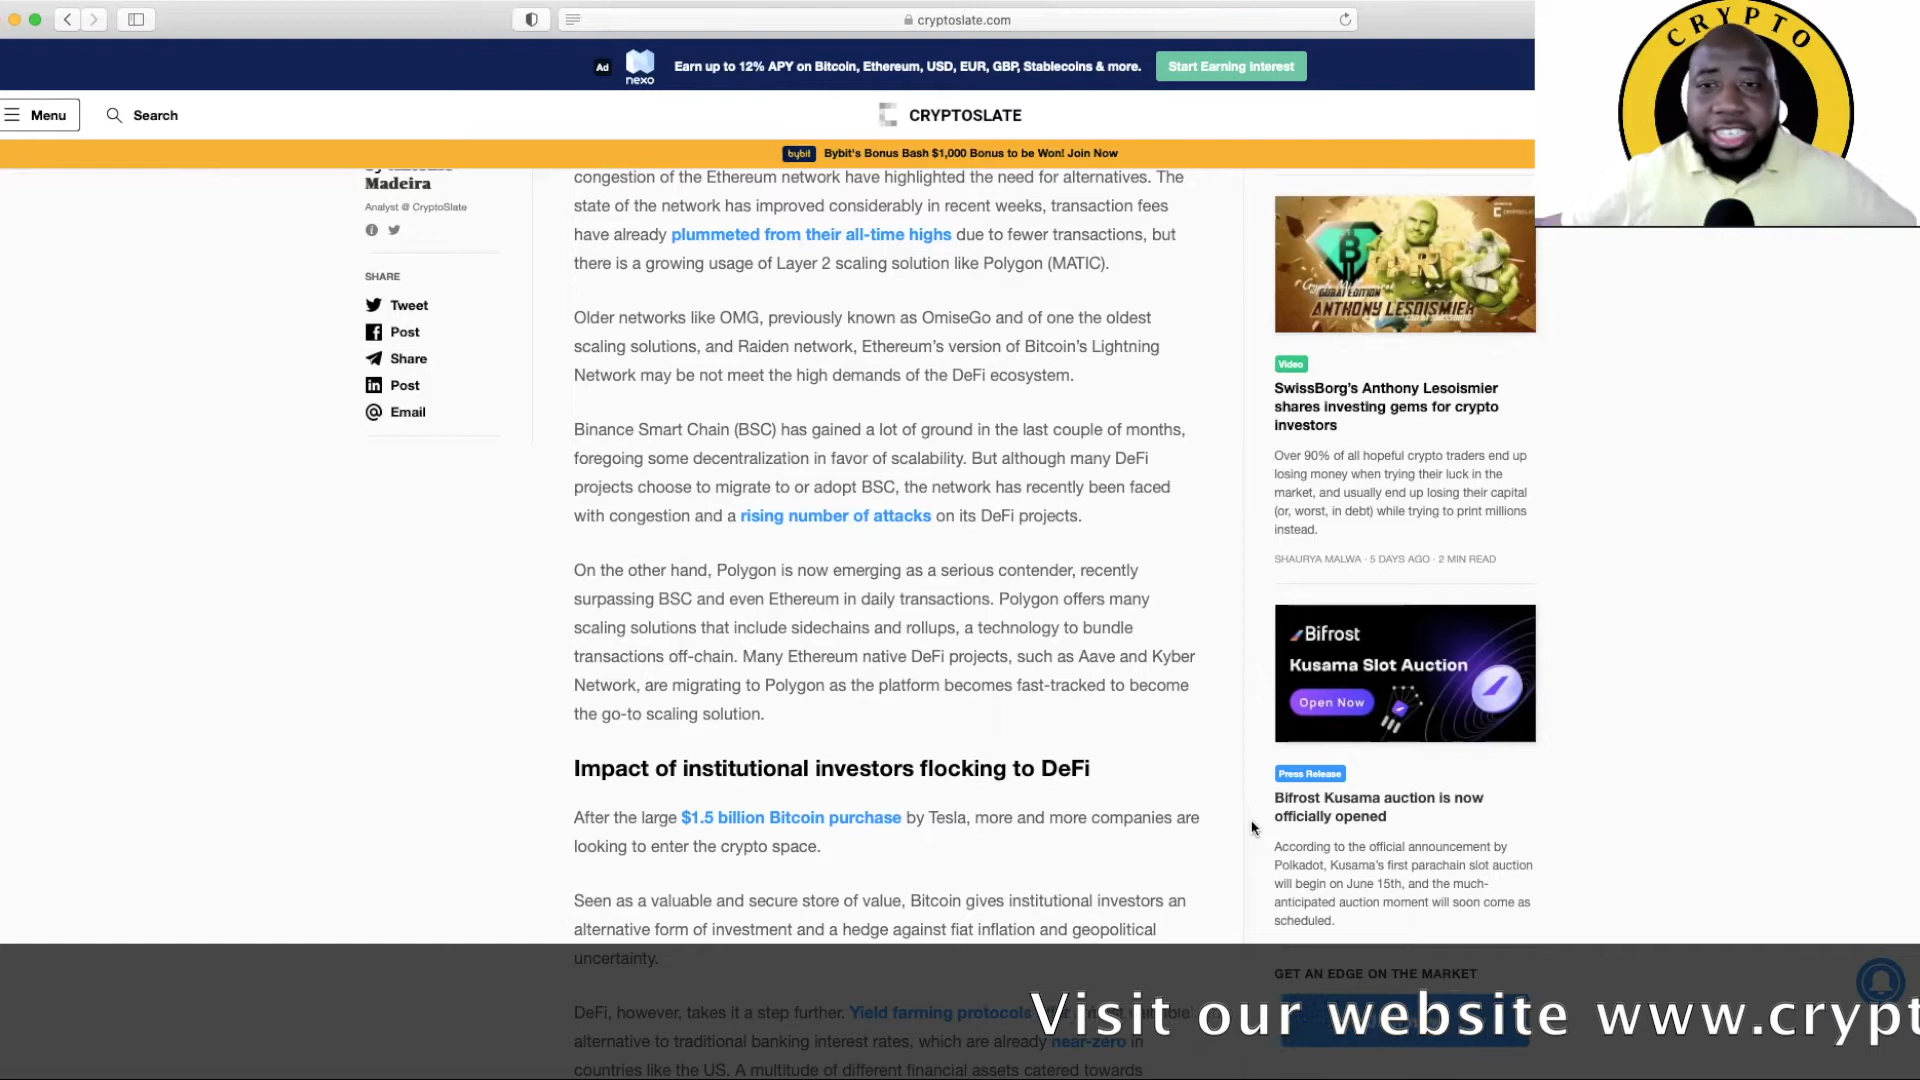 cryptoslate.com
CRYPTO
Ad
nexo
Earn up to 12% APY on Bitcoin, Ethereum, USD, EUR, GBP, Stablecoins & more.
Start Earning Interest
Menu
Search
CRYPTOSLATE
bybit
Bybit's Bonus Bash $1,000 Bonus to be Won! Join Now
Madeira
Analyst @ CryptoSlate
SHARE
Tweet
Post
Share
Post
Email
congestion of the Ethereum network have highlighted the need for alternatives. The
state of the network has improved considerably in recent weeks, transaction fees
have already plummeted from their all-time highs due to fewer transactions, but
there is a growing usage of Layer 2 scaling solution like Polygon (MATIC).
Older networks like OMG, previously known as OmiseGo and of one the oldest
scaling solutions, and Raiden network, Ethereum's version of Bitcoin's Lightning
Network may be not meet the high demands of the DeFi ecosystem.
Binance Smart Chain (BSC) has gained a lot of ground in the last couple of months,
foregoing some decentralization in favor of scalability. But although many DeFi
projects choose to migrate to or adopt BSC, the network has recently been faced
with congestion and a rising number of attacks on its DeFi projects.
On the other hand, Polygon is now emerging as a serious contender, recently
surpassing BSC and even Ethereum in daily transactions. Polygon offers many
scaling solutions that include sidechains and rollups, a technology to bundle
transactions off-chain. Many Ethereum native DeFi projects, such as Aave and Kyber
Network, are migrating to Polygon as the platform becomes fast-tracked to become
the go-to scaling solution.
Impact of institutional investors flocking to DeFi
After the large $1.5 billion Bitcoin purchase by Tesla, more and more companies are
looking to enter the crypto space.
Seen as a valuable and secure store of value, Bitcoin gives institutional investors an
alternative form of investment and a hedge against fiat inflation and geopolitical
uncertainty.
DeFi, however, takes it a step further. Yield farming protocols
alternative to traditional banking interest rates, which are already near-zero in
countries like the US. A multitude of different financial assets catered towards
PART 2
DUBAI EDITION
ANTHONY LESOISMIER
Video
SwissBorg's Anthony Lesoismier
shares investing gems for crypto
investors
Over 90% of all hopeful crypto traders end up
losing money when trying their luck in the
market, and usually end up losing their capital
(or, worst, in debt) while trying to print millions
instead.
SHAURYA MALWA · 5 DAYS AGO · 2 MIN READ
Bifrost
Kusama Slot Auction
Open Now
Press Release
Bifrost Kusama auction is now
officially opened
According to the official announcement by
Polkadot, Kusama's first parachain slot auction
will begin on June 15th, and the much-
anticipated auction moment will soon come as
scheduled.
GET AN EDGE ON THE MARKET
Visit our website www.crypt